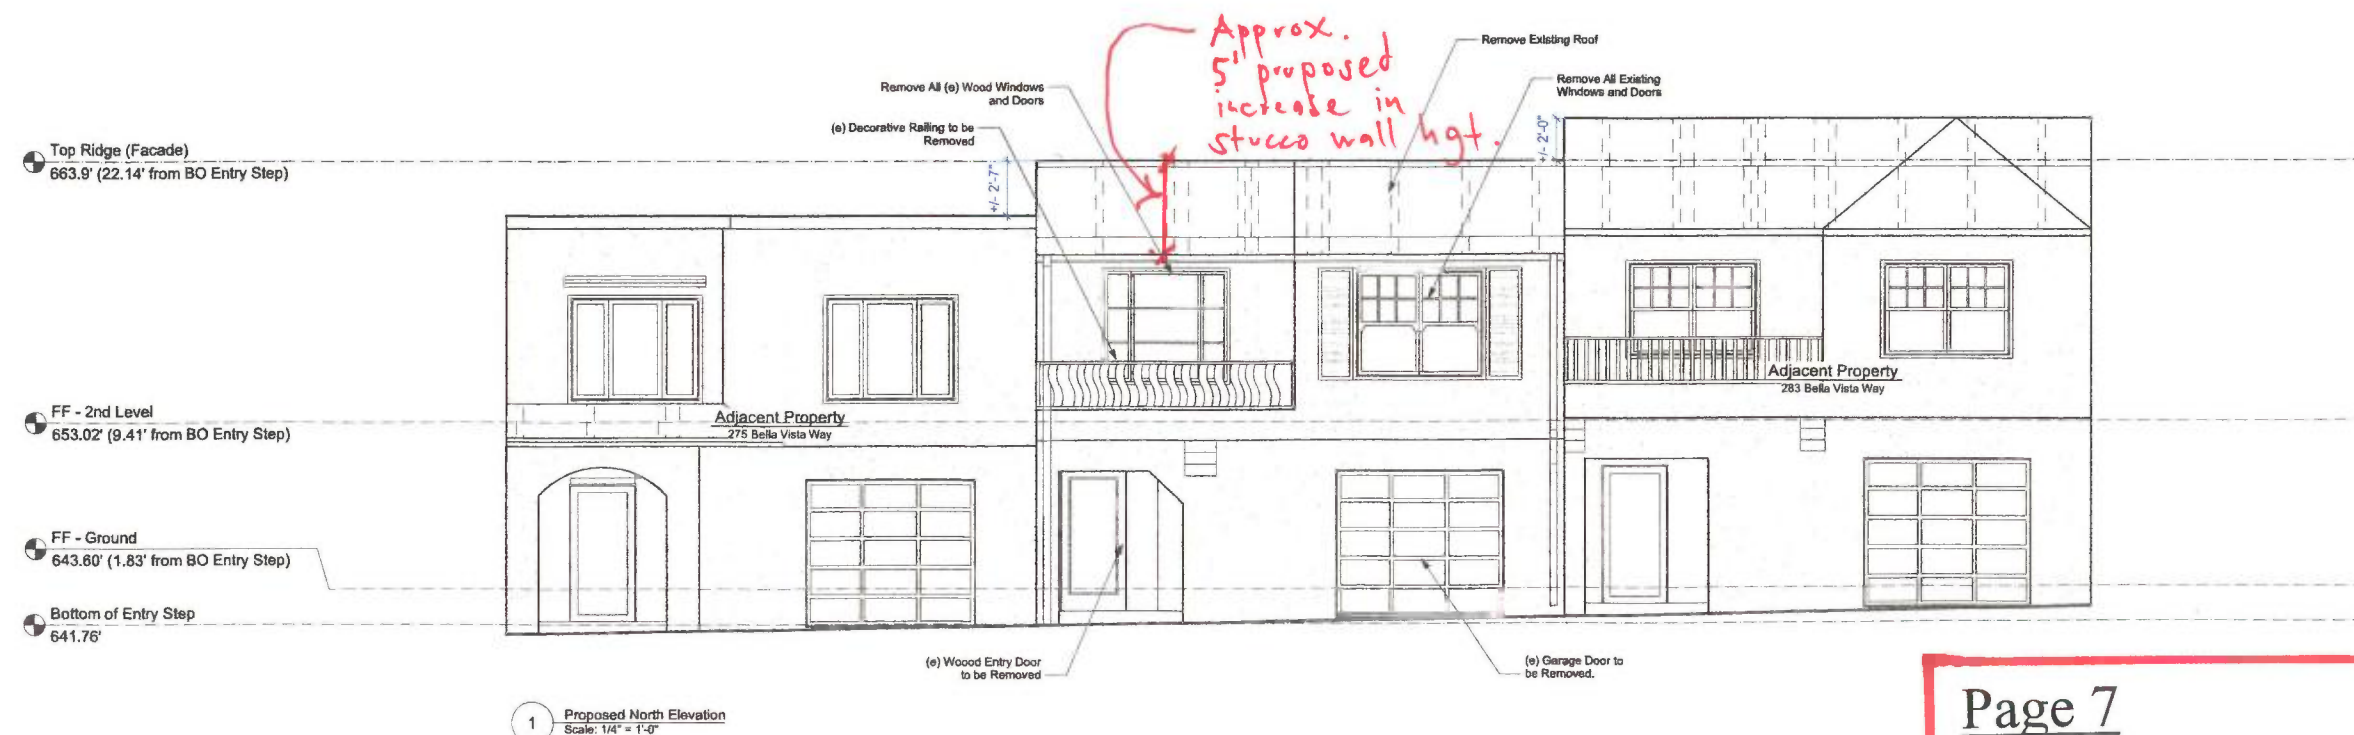 Approx.
5' proposed
increase in
stucco wall hgt.
Remove Existing Roof
Remove All (e) Wood Windows
and Doors
Remove All Existing
Windows and Doors
(e) Decorative Railing to be
Removed
+/- 2'-0"
Top Ridge (Facade)
663.9' (22.14' from BO Entry Step)
+/- 2'-7"
Adjacent Property
283 Bella Vista Way
FF - 2nd Level
653.02' (9.41' from BO Entry Step)
Adjacent Property
275 Bella Vista Way
FF - Ground
643.60' (1.83' from BO Entry Step)
Bottom of Entry Step
641.76'
(e) Woood Entry Door
to be Removed
(e) Garage Door to
be Removed.
1
Proposed North Elevation
Scale: 1/4" = 1'-0"
Page 7